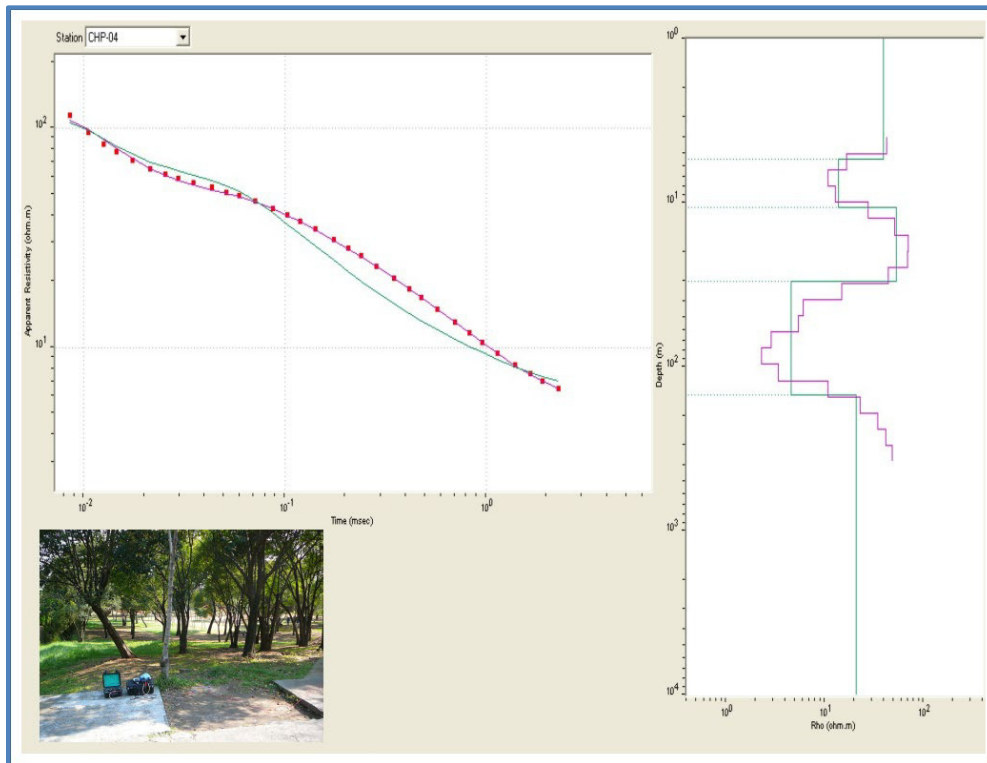 Station CHP-04
Apparent Resistivity (ohm.m)
10²
10¹
10⁻² 10⁻¹ 10⁰
Time (msec)
Depth (m)
10⁰
10¹
10²
10³
10⁴
10⁰ 10¹ 10²
Rho (ohm.m)